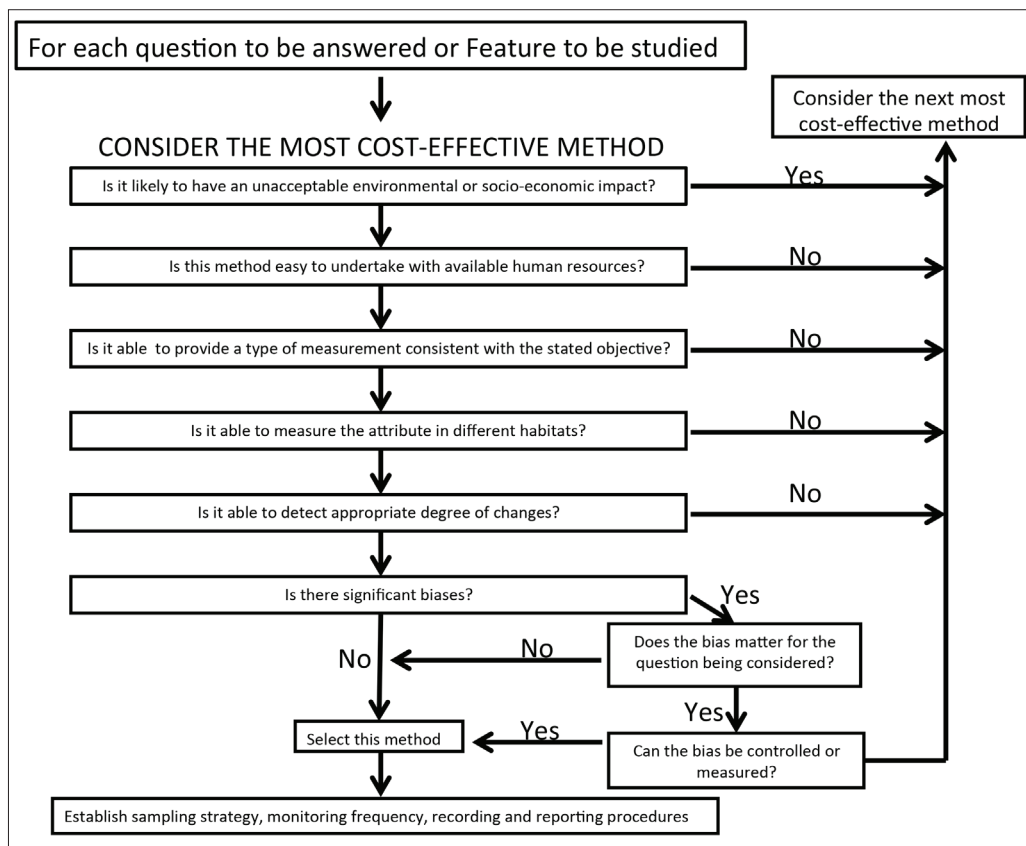 For each question to be answered or Feature to be studied
Consider the next most
cost-effective method
CONSIDER THE MOST COST-EFFECTIVE METHOD
Is it likely to have an unacceptable environmental or socio-economic impact?
Yes
Is this method easy to undertake with available human resources?
No
Is it able to provide a type of measurement consistent with the stated objective?
No
Is it able to measure the attribute in different habitats?
No
Is it able to detect appropriate degree of changes?
No
Is there significant biases?
Yes
Does the bias matter for the
question being considered?
No
No
Yes
Select this method
Yes
Can the bias be controlled or
measured?
Establish sampling strategy, monitoring frequency, recording and reporting procedures